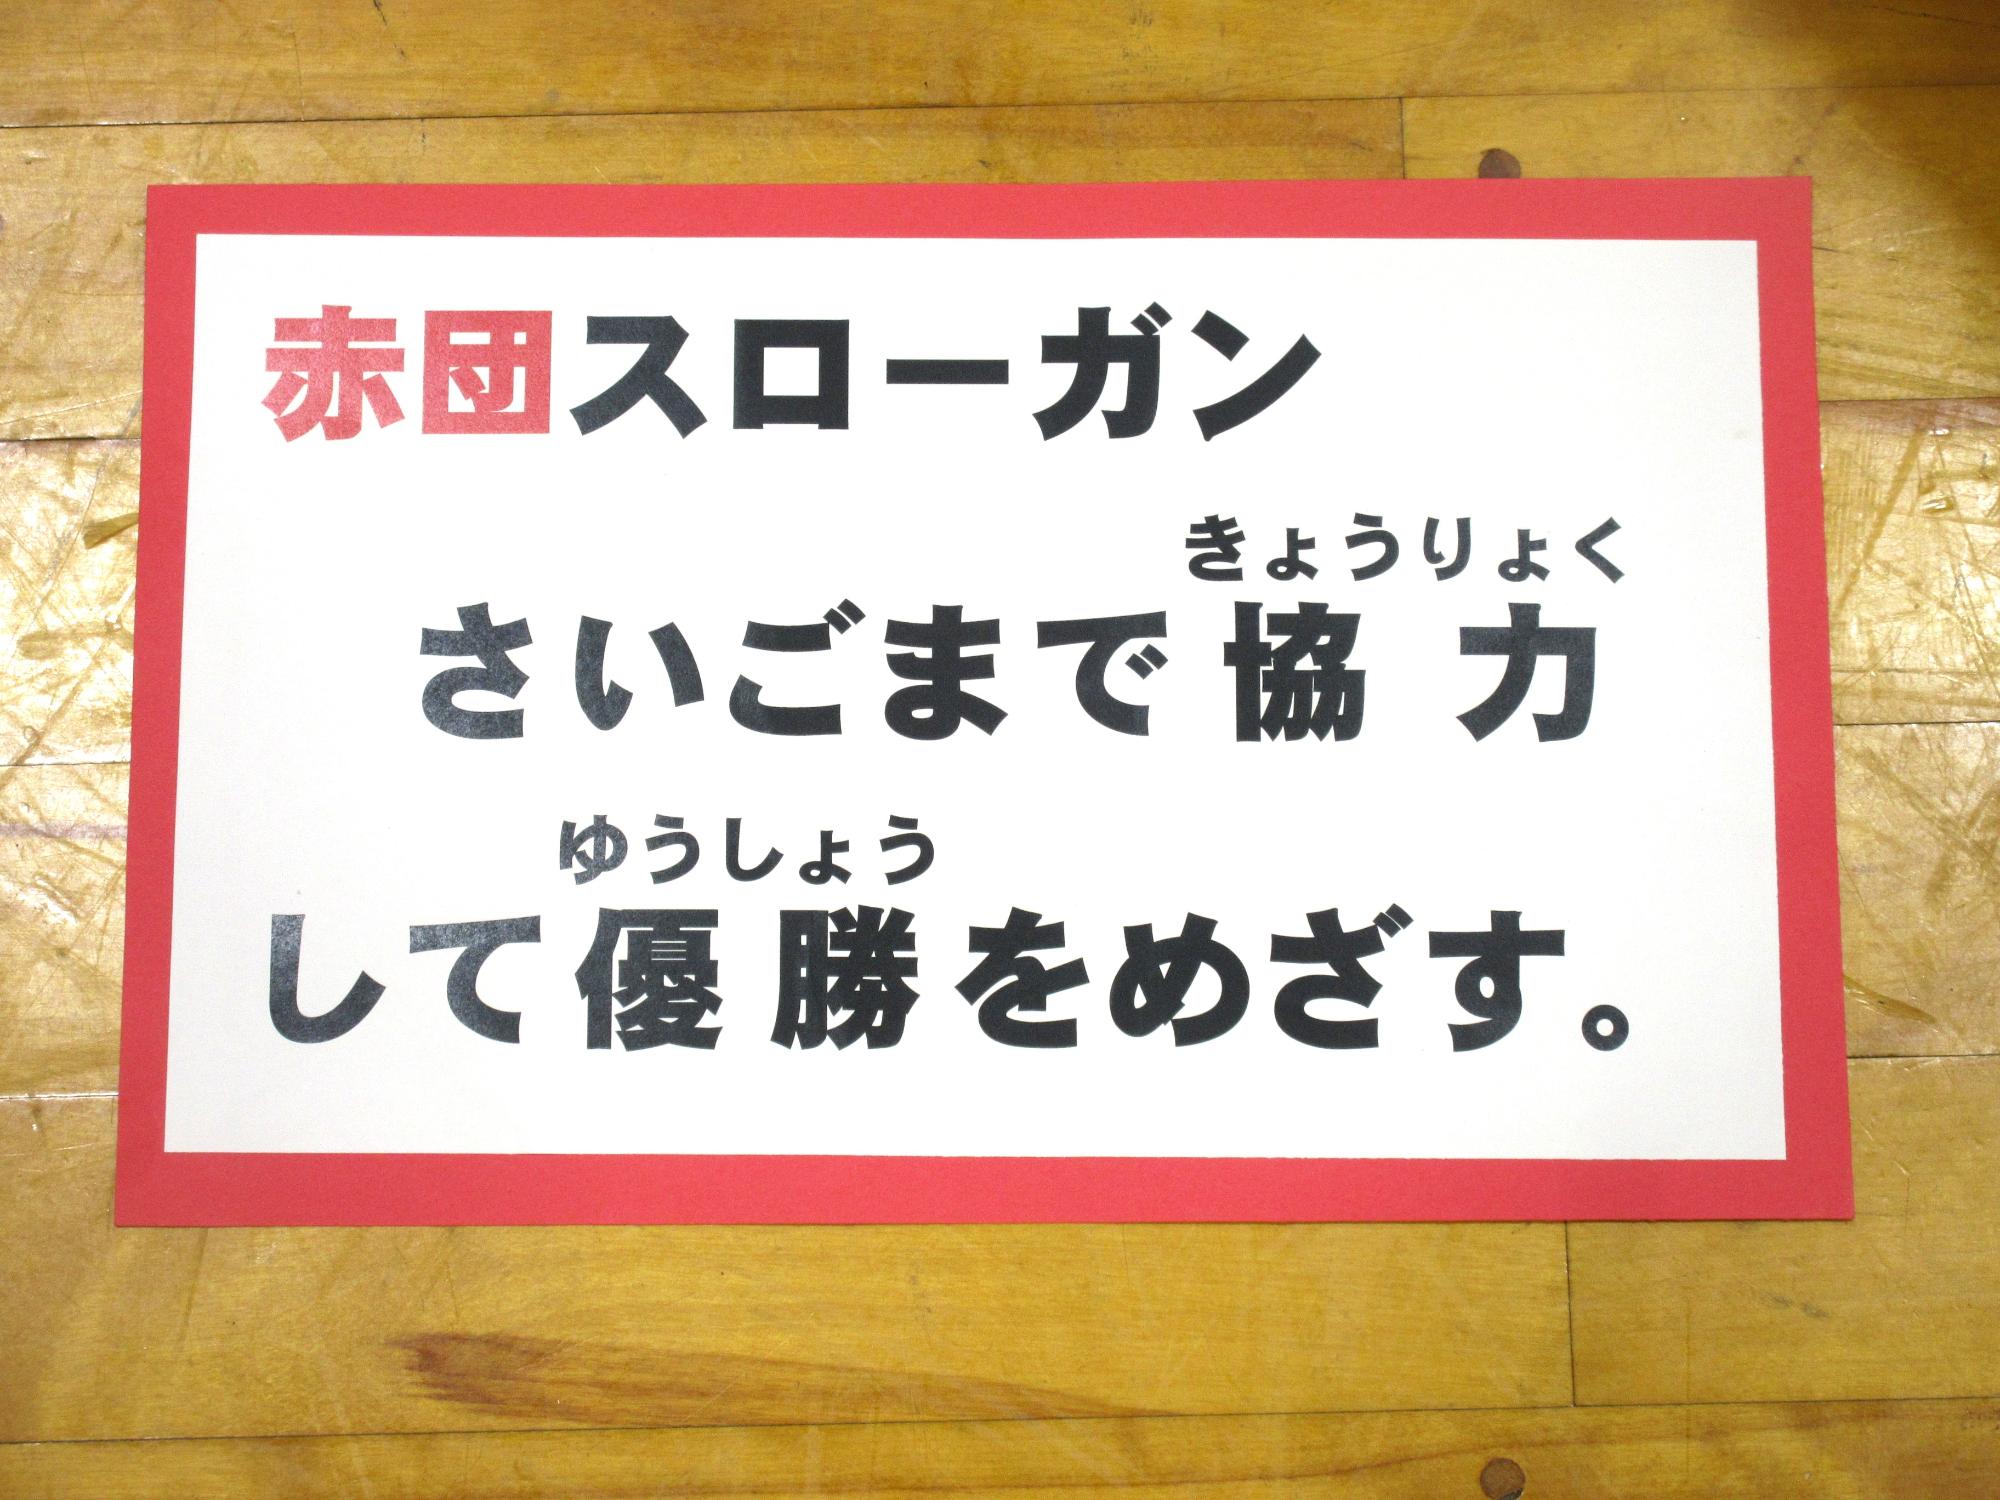 赤団スローガン
きょうりょく
さいごまで協力
ゆうしょう
して優勝をめざす。